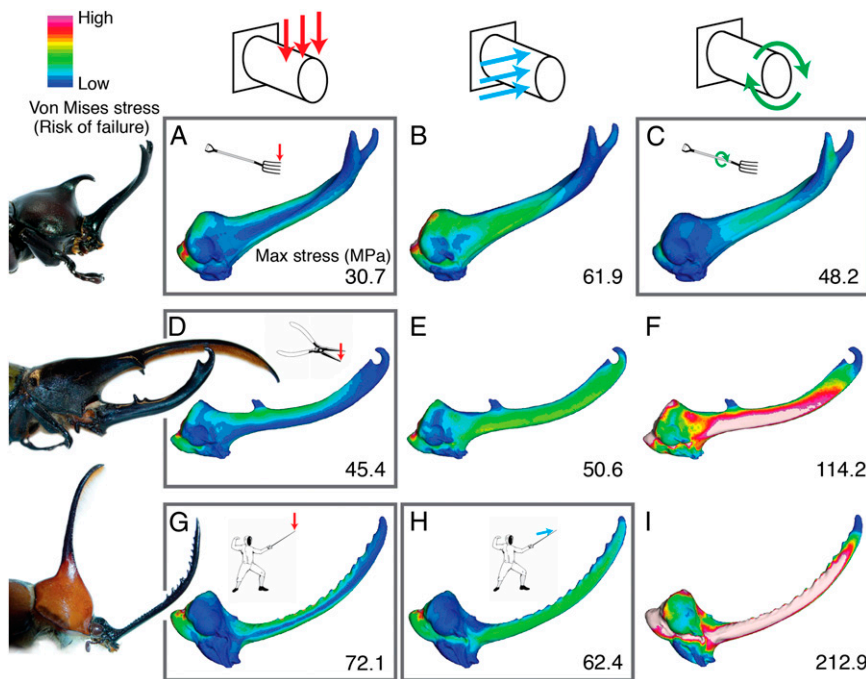 High
Low
Von Mises stress
(Risk of failure)
A
B
C
Max stress (MPa)
30.7
61.9
48.2
D
E
F
45.4
50.6
114.2
G
H
I
72.1
62.4
212.9